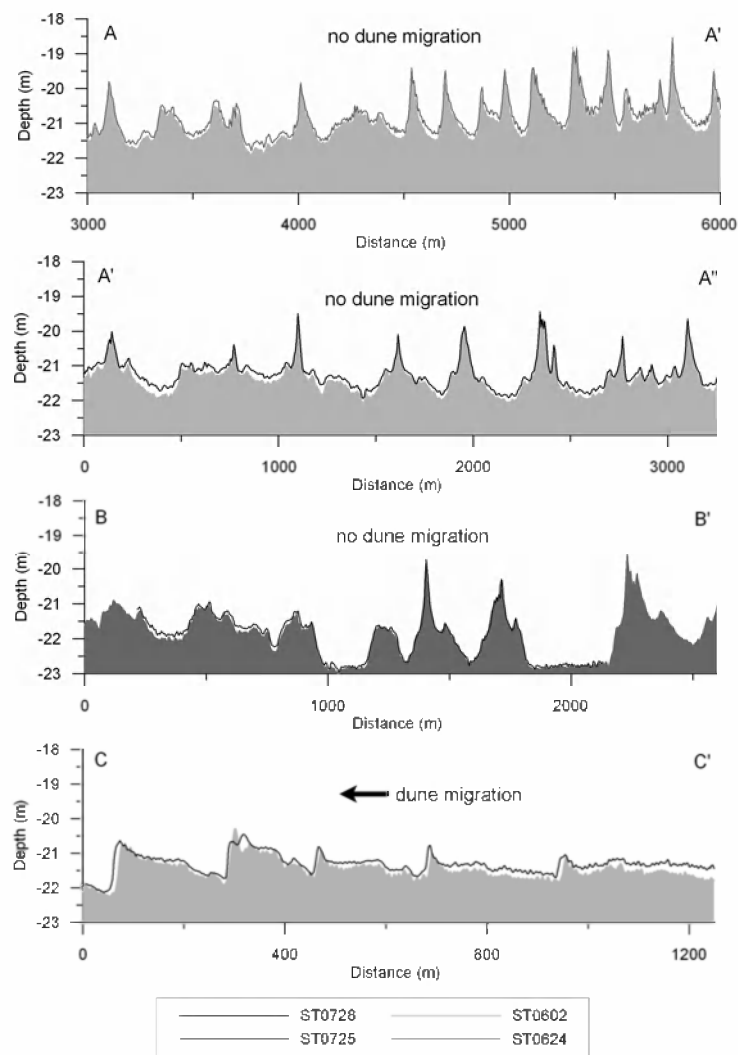 A no dune migration A'
Depth (m)
-18
-19
-20
-21
-22
-23
3000 4000 5000 6000
Distance (m)
A' no dune migration A"
Depth (m)
-18
-19
-20
-21
-22
-23
0 1000 2000 3000
Distance (m)
B no dune migration B'
Depth (m)
-18
-19
-20
-21
-22
-23
0 1000 2000
Distance (m)
C dune migration C'
Depth (m)
-18
-19
-20
-21
-22
-23
0 400 800 1200
Distance (m)
ST0728 ST0602
ST0725 ST0624